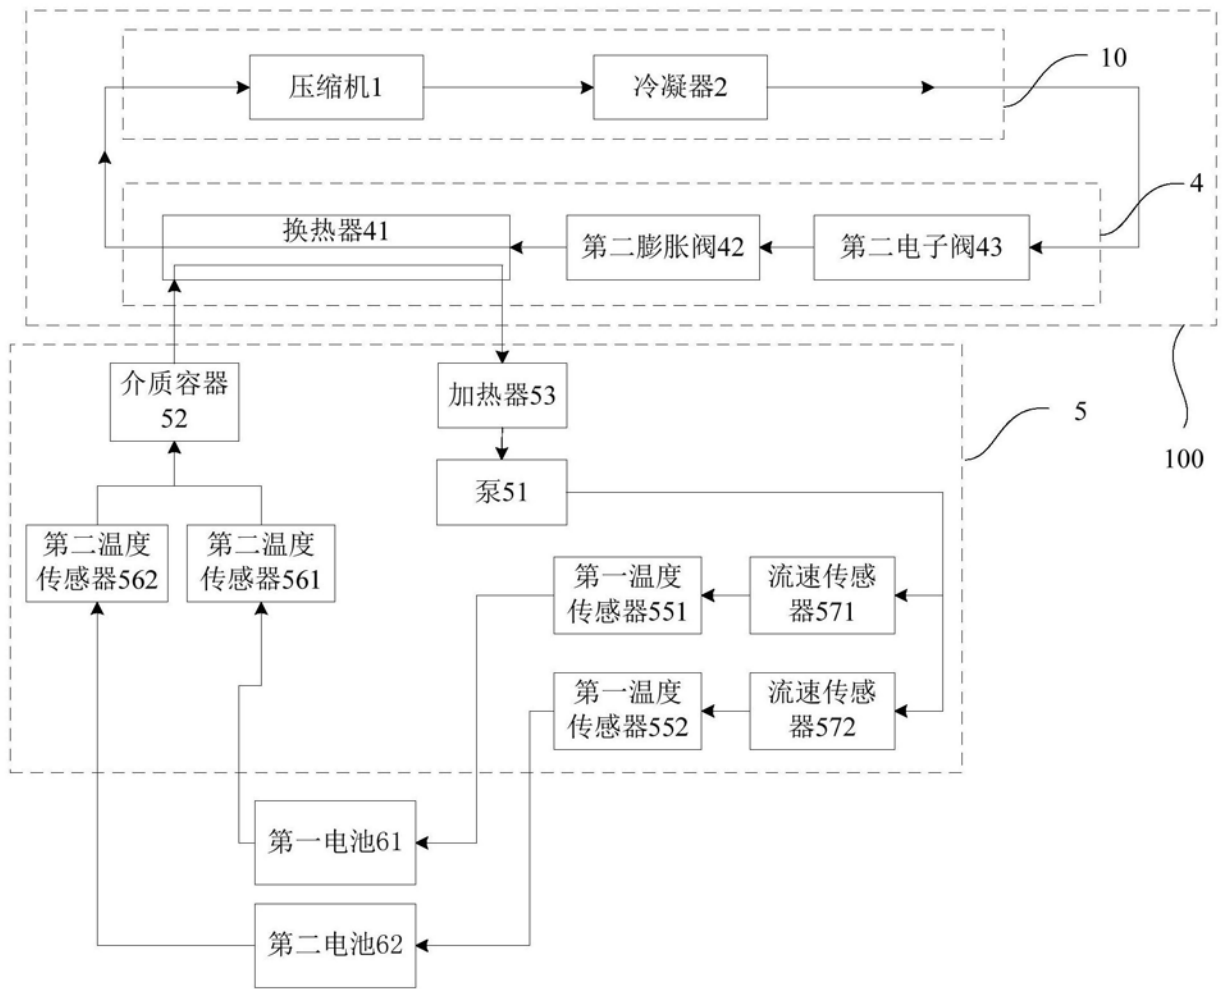 压缩机1
冷凝器2
10
4
换热器41
第二膨胀阀42
第二电子阀43
介质容器
52
加热器53
5
100
泵51
第二温度
传感器562
第二温度
传感器561
第一温度
传感器551
流速传感
器571
第一温度
传感器552
流速传感
器572
第一电池61
第二电池62